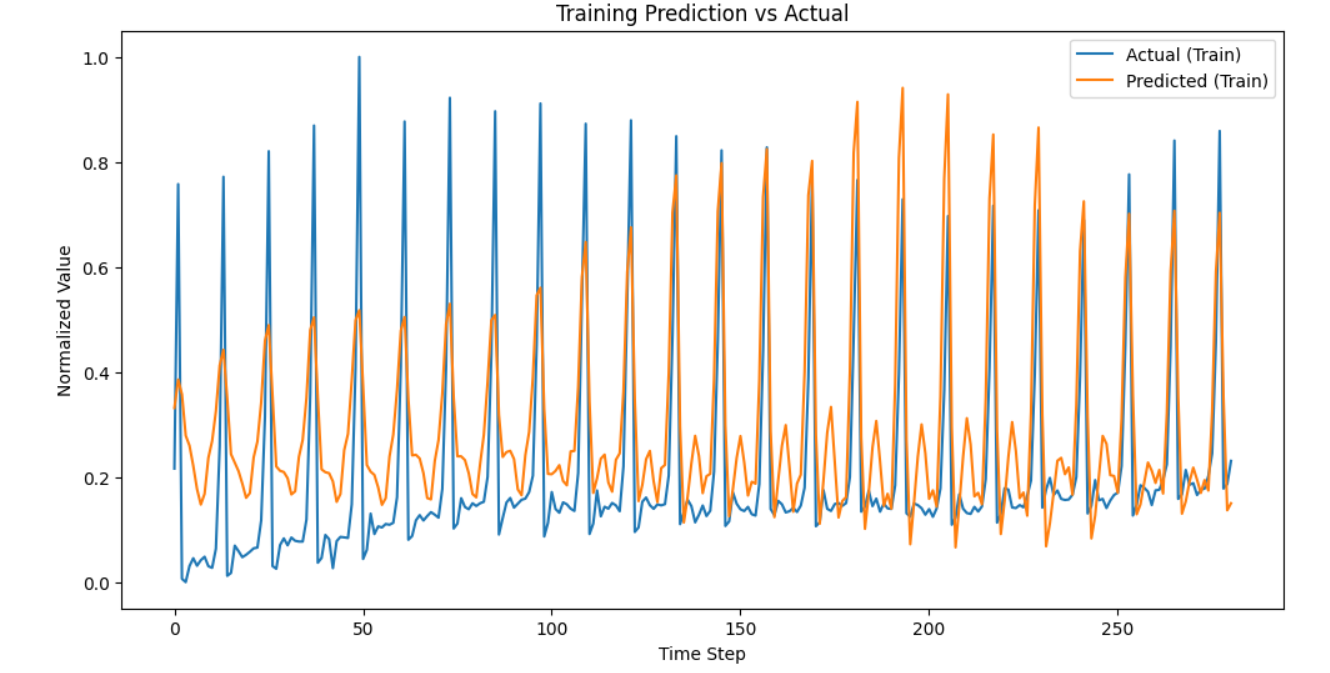 Training Prediction vs Actual
Actual (Train)
Predicted (Train)
Normalized Value
1.0
0.8
0.6
0.4
0.2
0.0
0 50 100 150 200 250
Time Step